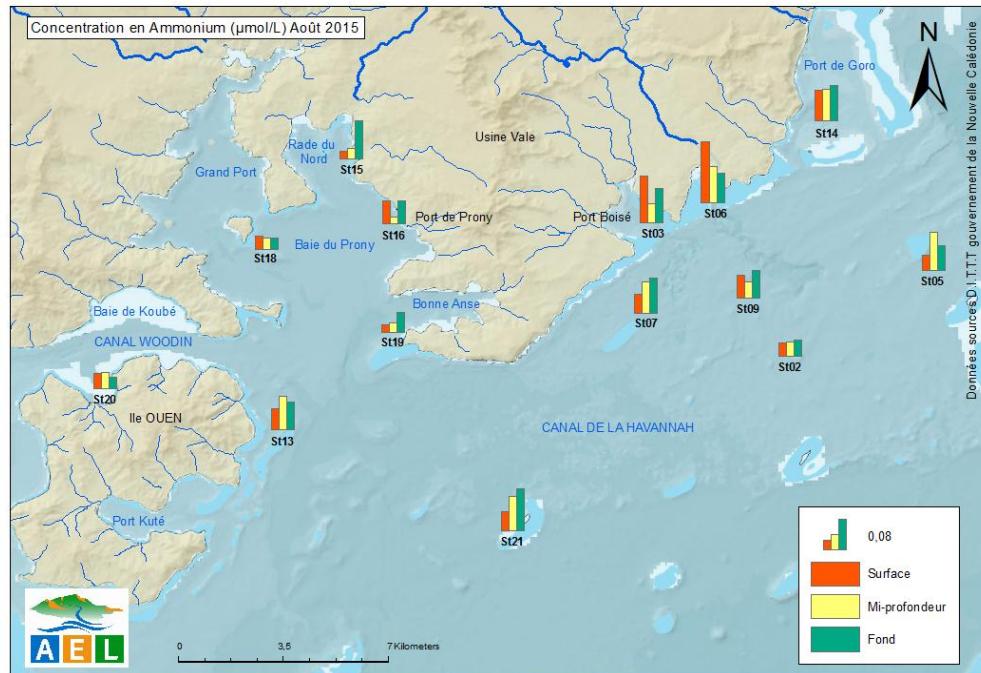 Concentration en Ammonium (µmol/L) Août 2015
N
Port de Goro
Données sources D.I.T.T.T gouvernement de la Nouvelle Calédonie
St14
Usine Vale
Rade du
Nord
St15
Grand Port
Port de Prony
St16
Port Boisé
St03
St06
Baie du Prony
St18
St05
Baie de Koubé
Bonne Anse
St07
St09
CANAL WOODIN
St19
St02
St20
Ile OUEN
St13
CANAL DE LA HAVANNAH
Port Kuté
St21
0,08
Surface
Mi-profondeur
Fond
AEL
0 3,5 7 Kilometers